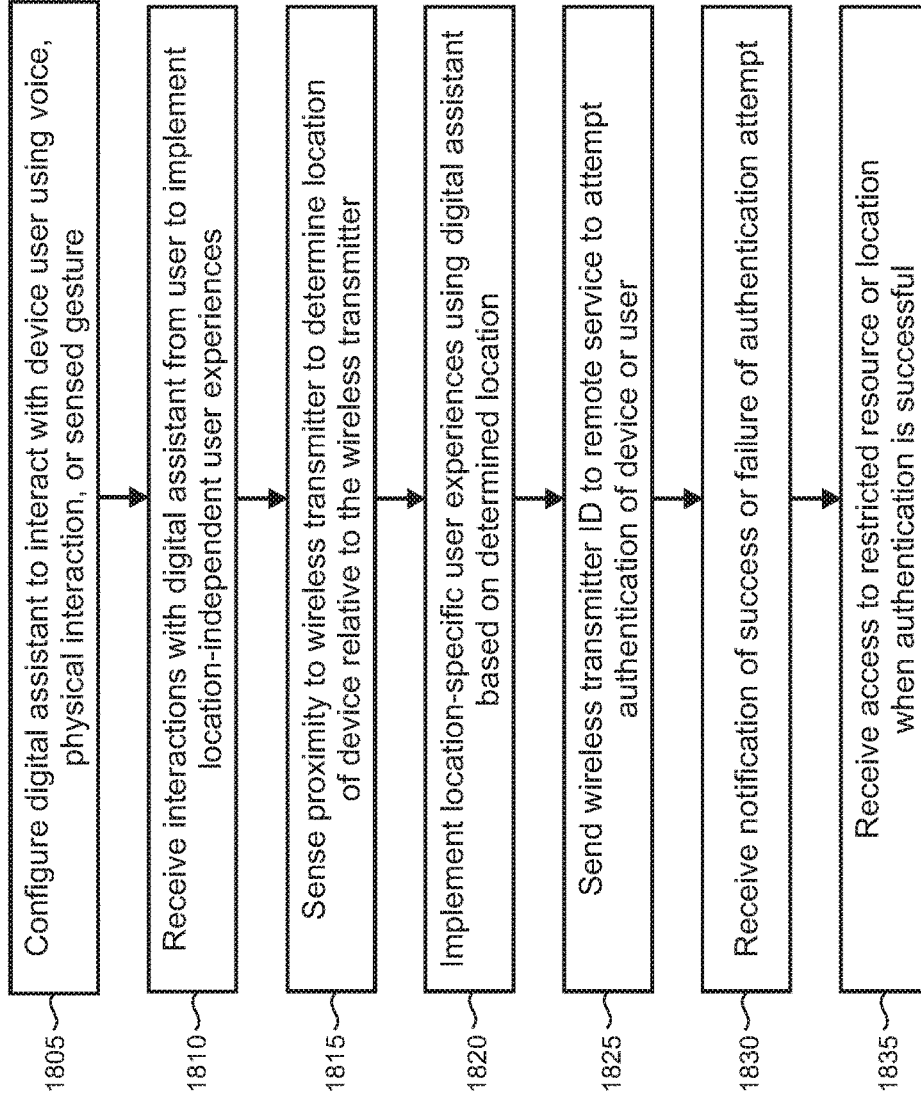 1805
Configure digital assistant to interact with device user using voice,
physical interaction, or sensed gesture
1810
Receive interactions with digital assistant from user to implement
location-independent user experiences
1815
Sense proximity to wireless transmitter to determine location
of device relative to the wireless transmitter
1820
Implement location-specific user experiences using digital assistant
based on determined location
1825
Send wireless transmitter ID to remote service to attempt
authentication of device or user
1830
Receive notification of success or failure of authentication attempt
1835
Receive access to restricted resource or location
when authentication is successful